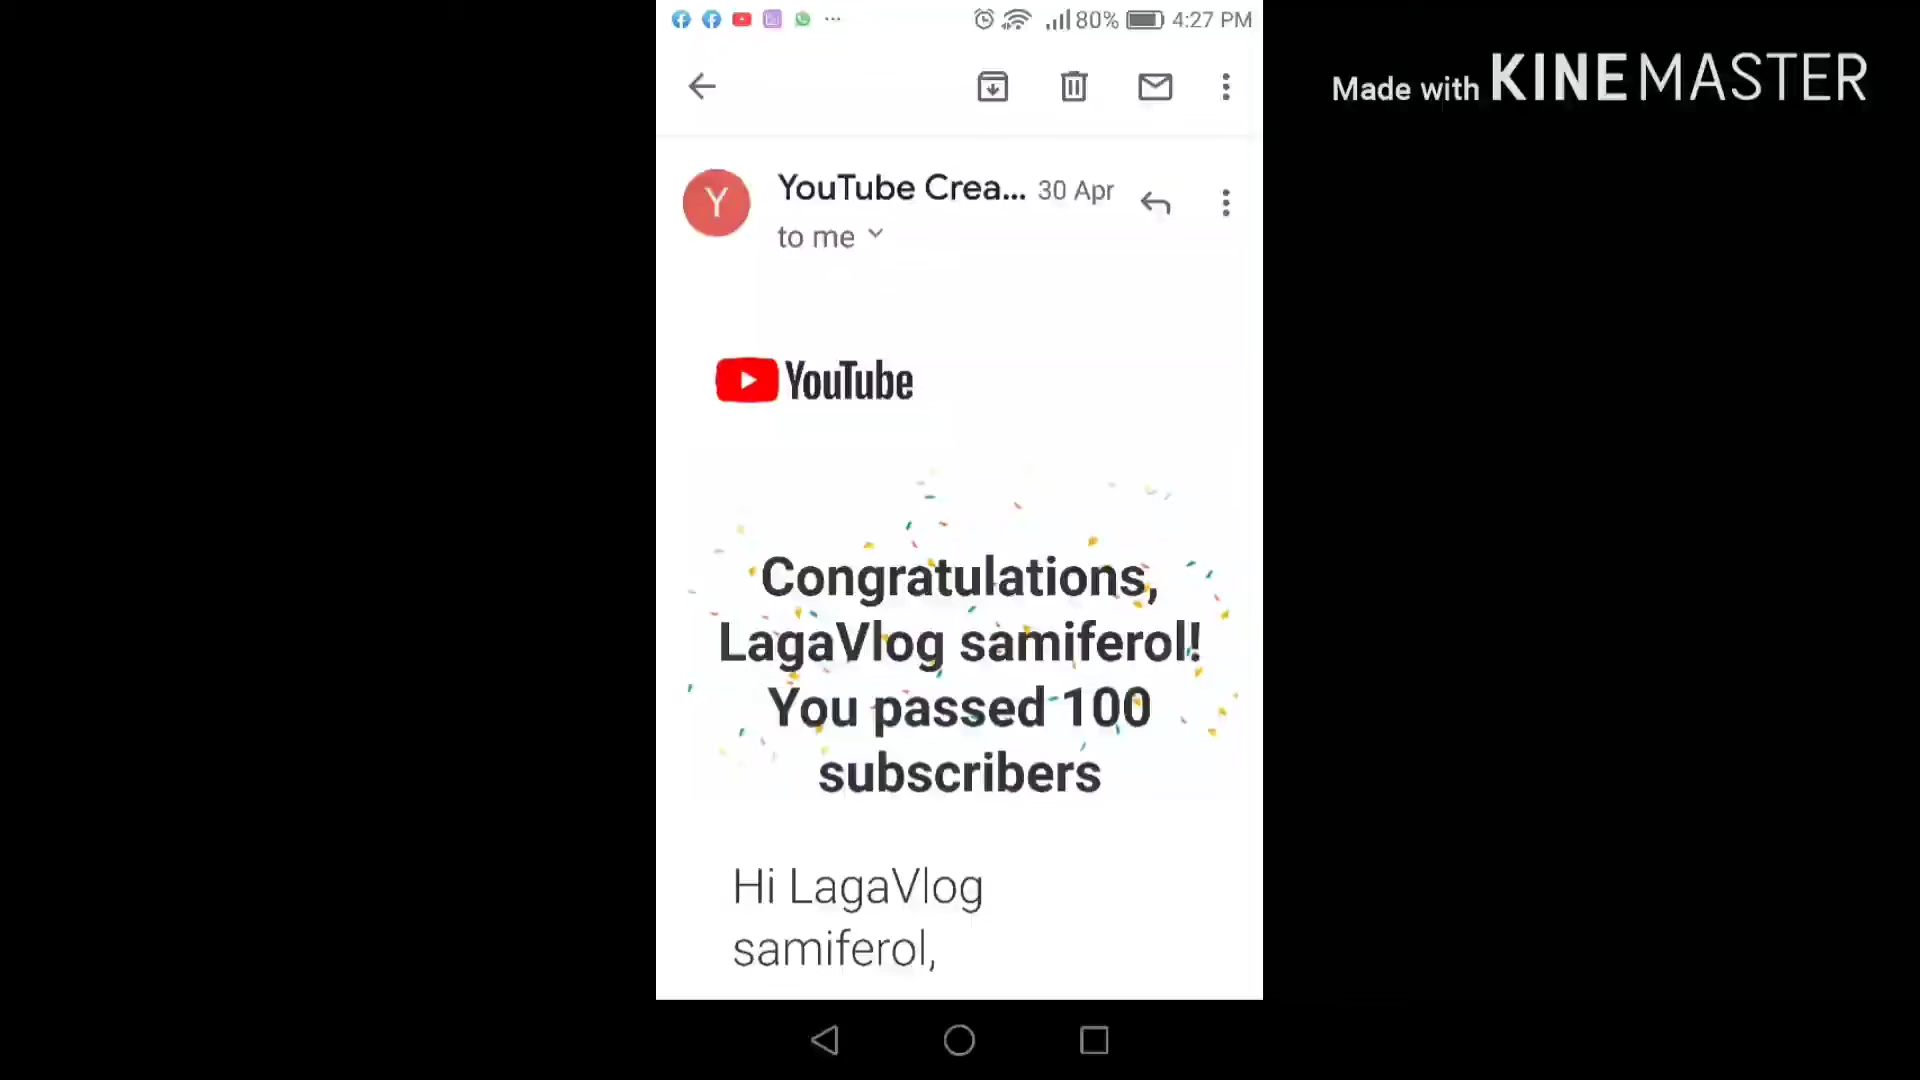 80% 4:27 PM
Made with KINEMASTER
Y
YouTube Crea... 30 Apr
to me
YouTube
Congratulations,
LagaVlog samiferol!
You passed 100
subscribers
Hi LagaVlog
samiferol,